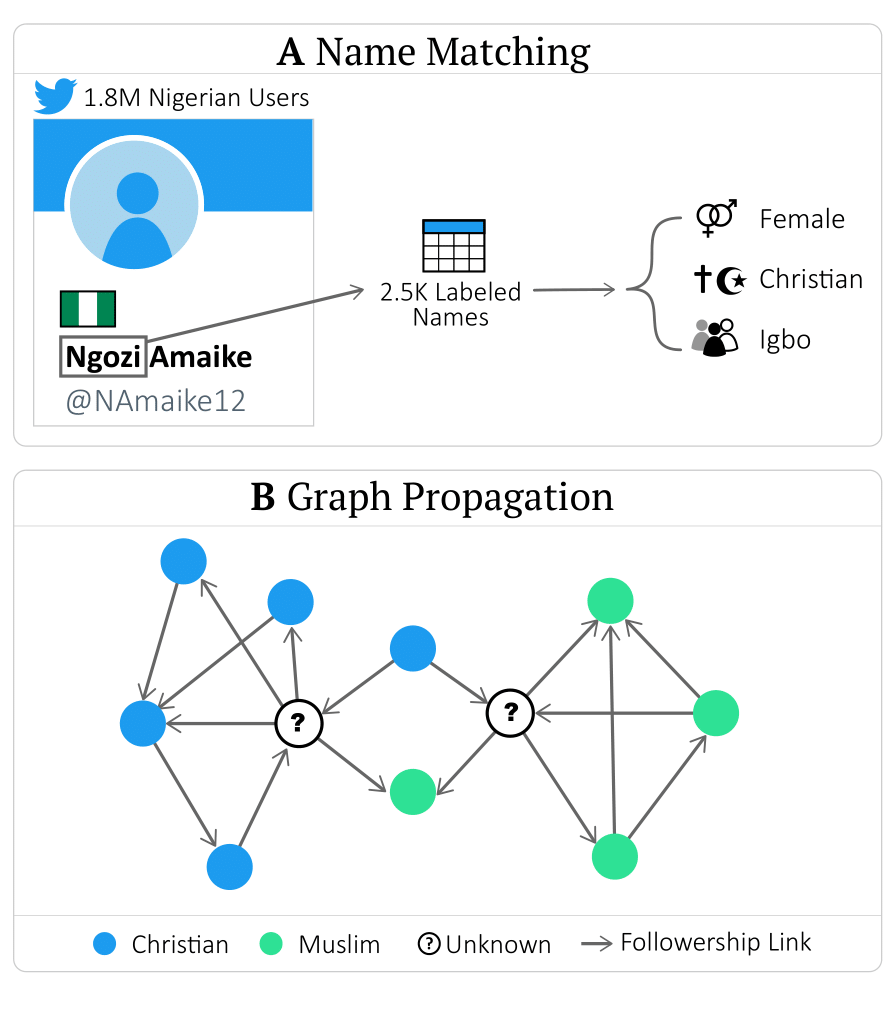 A Name Matching
1.8M Nigerian Users
Ngozi Amaike
@NAmaike12
2.5K Labeled
Names
Female
Christian
Igbo
B Graph Propagation
?
?
Christian
Muslim
? Unknown
Followership Link